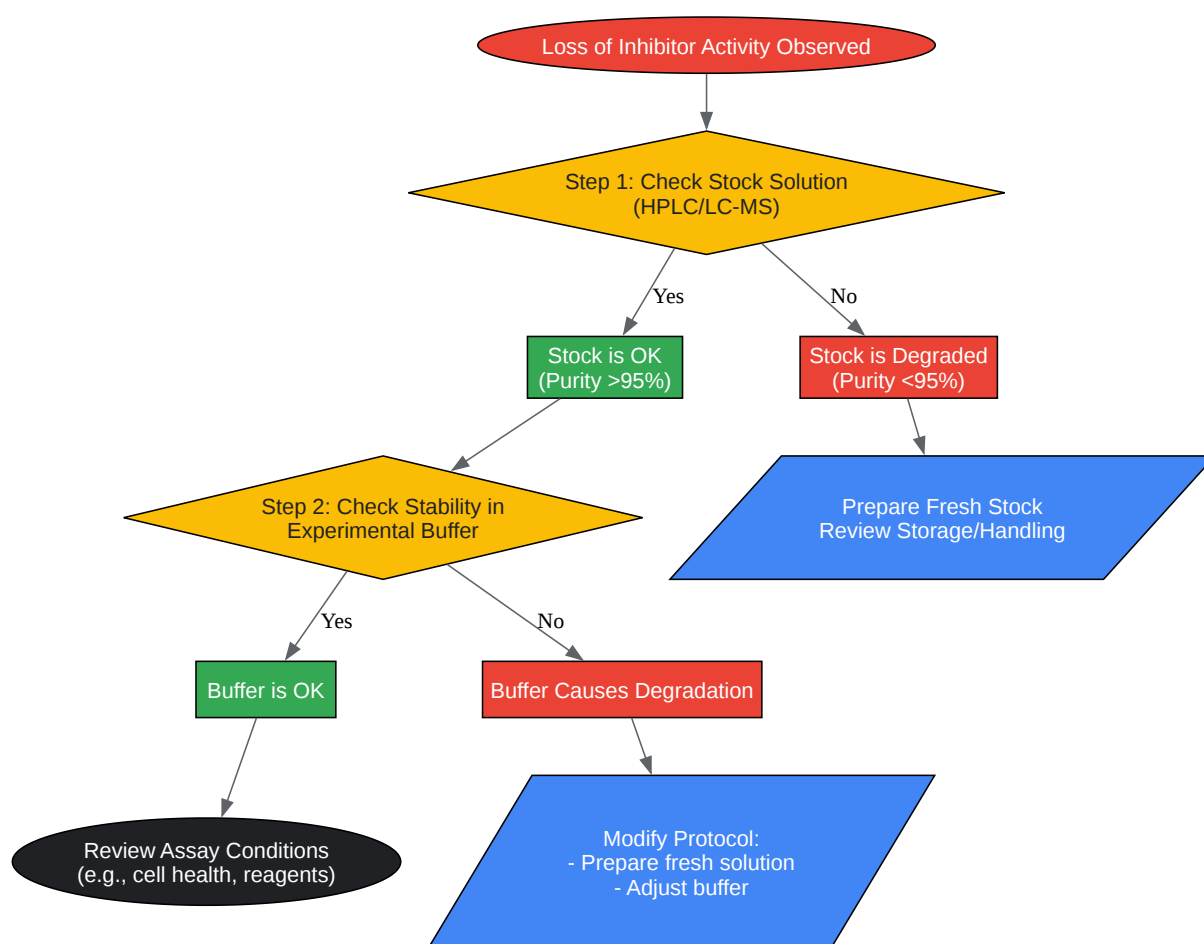 Loss of Inhibitor Activity Observed
Step 1: Check Stock Solution
(HPLC/LC-MS)
Yes
No
Stock is OK
(Purity >95%)
Stock is Degraded
(Purity <95%)
Step 2: Check Stability in
Experimental Buffer
Prepare Fresh Stock
Review Storage/Handling
Yes
No
Buffer is OK
Buffer Causes Degradation
Review Assay Conditions
(e.g., cell health, reagents)
Modify Protocol:
- Prepare fresh solution
- Adjust buffer